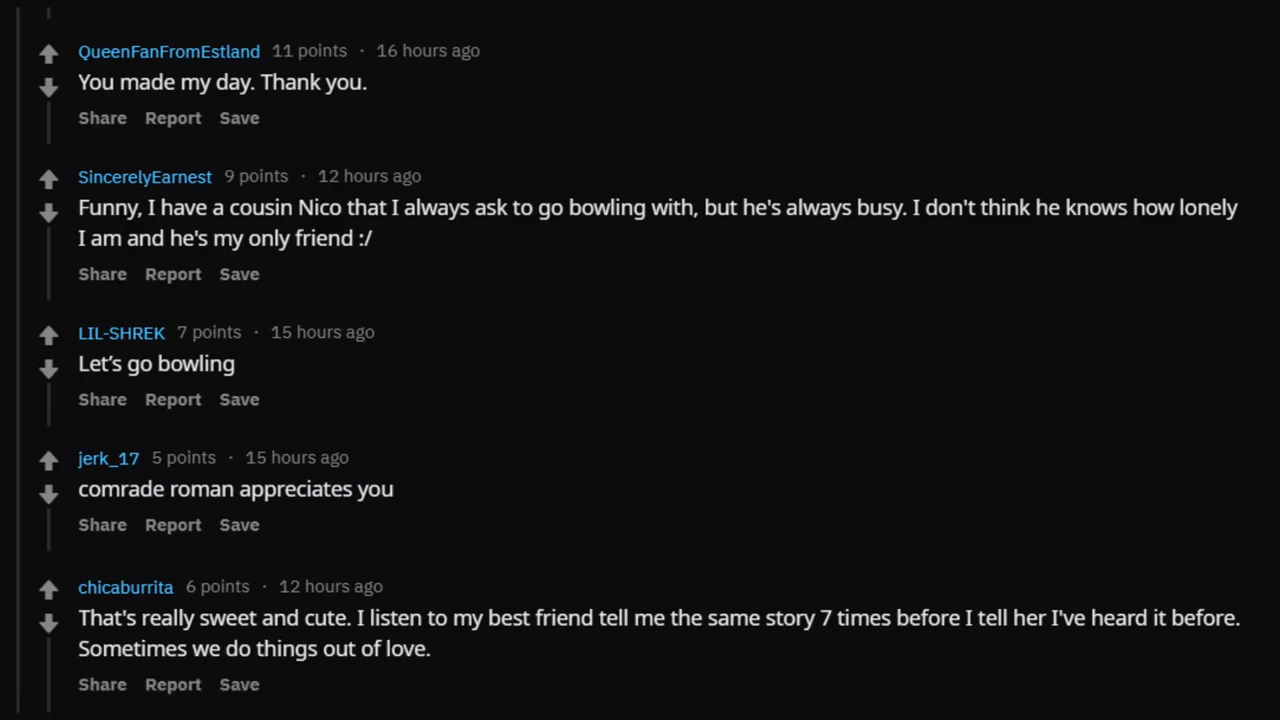 QueenFanFromEstland 11 points · 16 hours ago
You made my day. Thank you.
Share Report Save
SincerelyEarnest 9 points · 12 hours ago
Funny, I have a cousin Nico that I always ask to go bowling with, but he's always busy. I don't think he knows how lonely
I am and he's my only friend :/
Share Report Save
LIL-SHREK 7 points · 15 hours ago
Let’s go bowling
Share Report Save
jerk_17 5 points · 15 hours ago
comrade roman appreciates you
Share Report Save
chicaburrita 6 points · 12 hours ago
That's really sweet and cute. I listen to my best friend tell me the same story 7 times before I tell her I've heard it before.
Sometimes we do things out of love.
Share Report Save